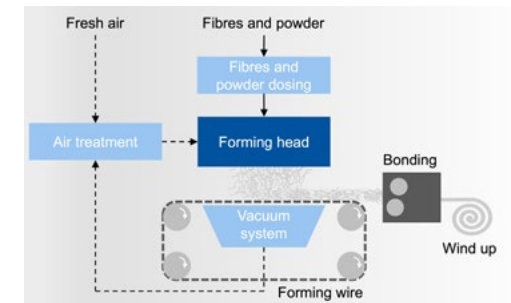 Fresh air
Fibres and powder
Fibres and
powder dosing
Air treatment
Forming head
Bonding
Vacuum
system
Wind up
Forming wire